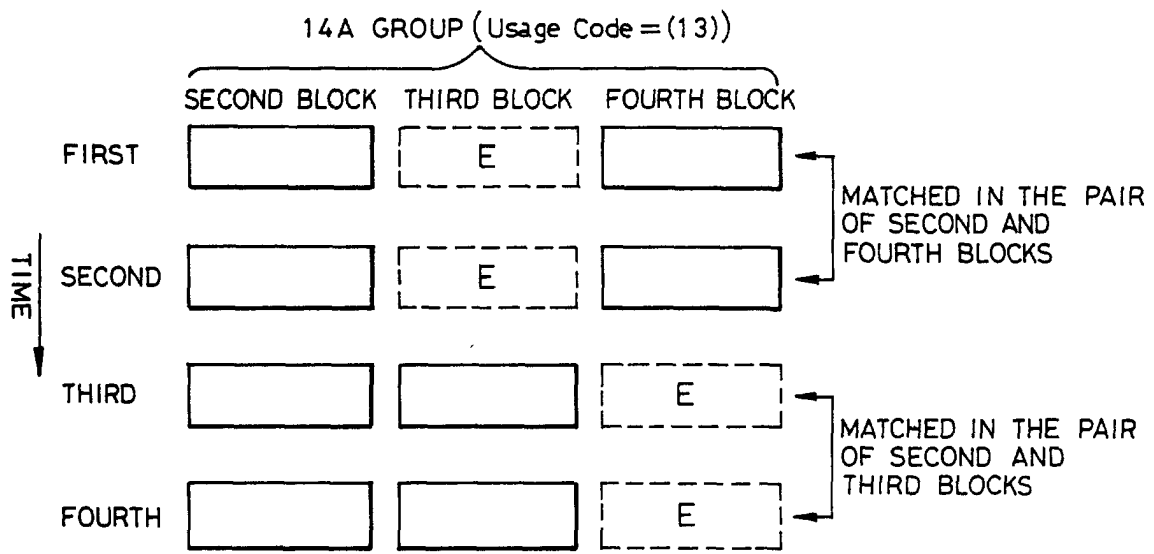 14A GROUP (Usage Code = (13))
SECOND BLOCK THIRD BLOCK FOURTH BLOCK
FIRST E
MATCHED IN THE PAIR
OF SECOND AND
FOURTH BLOCKS
TIME
SECOND E
THIRD E
MATCHED IN THE PAIR
OF SECOND AND
THIRD BLOCKS
FOURTH E